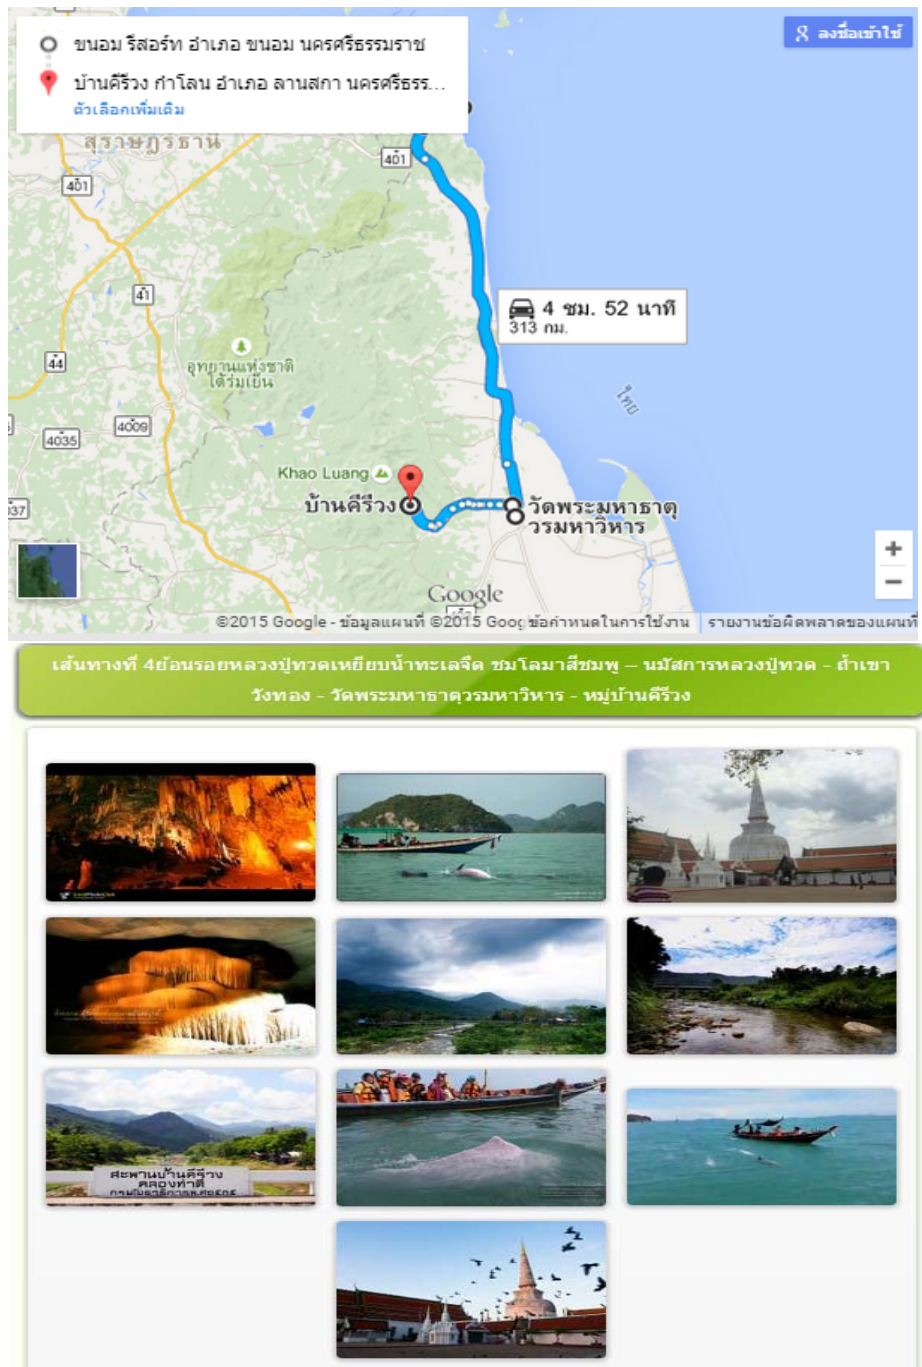 ขนอม รีสอร์ท อำเภอ ขนอม นครศรีธรรมราช
บ้านคีรีวง กำโลน อำเภอ ลานสกา นครศรีธรร...
ตัวเลือกเพิ่มเติม
8 ลงชื่อเข้าใช้
สุราษฎร์ธานี
401
401
41
4 ชม. 52 นาที
313 กม.
อุทยานแห่งชาติ
ใต้ร่มเย็น
44
ไทย
4009
4035
Khao Luang
บ้านคีรีวง
วัดพระมหาธาตุ
วรมหาวิหาร
37
+
−
Google
©2015 Google - ข้อมูลแผนที่ ©2015 Goog
ข้อกำหนดในการใช้งาน
รายงานข้อผิดพลาดของแผนที่
เส้นทางที่ 4ย้อนรอยหลวงปู่ทวดเหยียบน้ำทะเลจืด ชมโลมาสีชมพู – นมัสการหลวงปู่ทวด - ถ้ำเขา
วังทอง - วัดพระมหาธาตุวรมหาวิหาร - หมู่บ้านคีรีวง
สะพานบ้านคีรีวง
คลองท่าดี